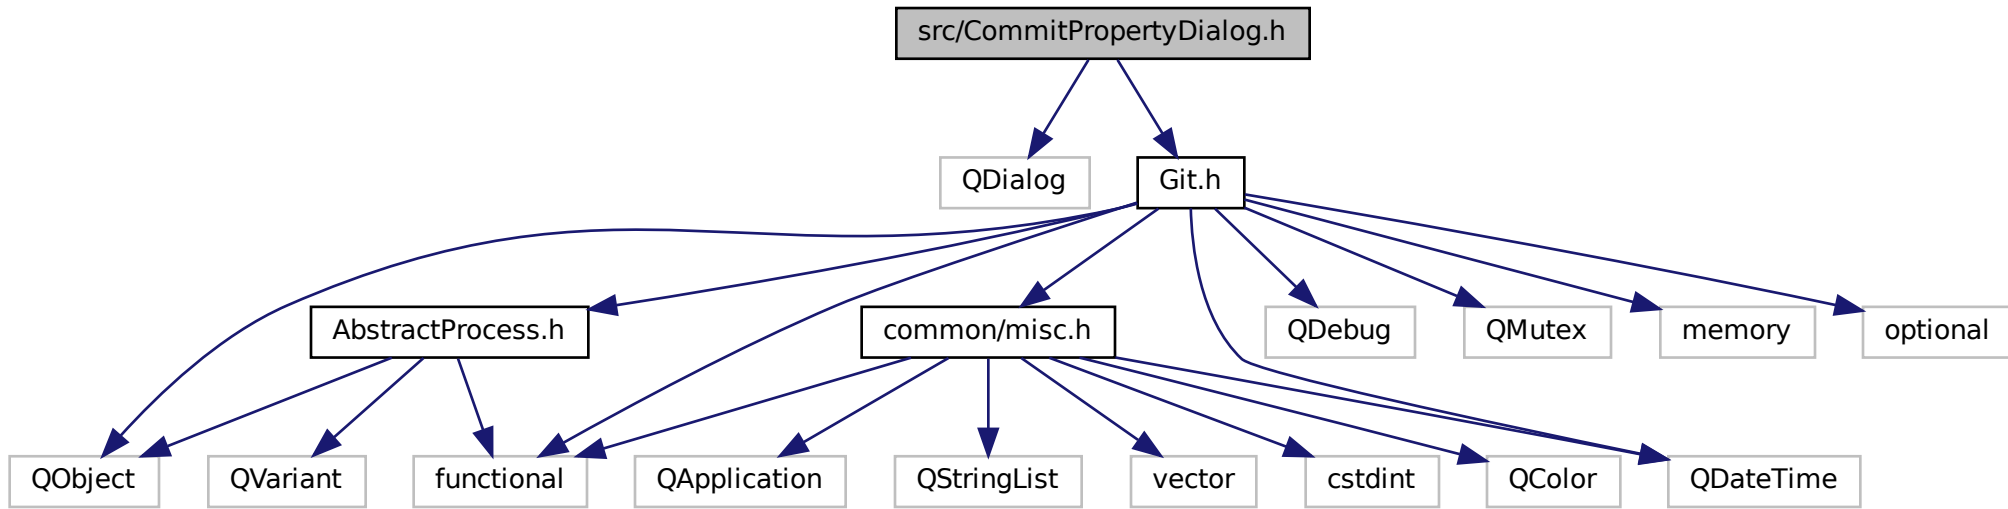 src/CommitPropertyDialog.h
QDialog
Git.h
AbstractProcess.h
common/misc.h
QDebug
QMutex
memory
optional
QObject
QVariant
functional
QApplication
QStringList
vector
cstdint
QColor
QDateTime